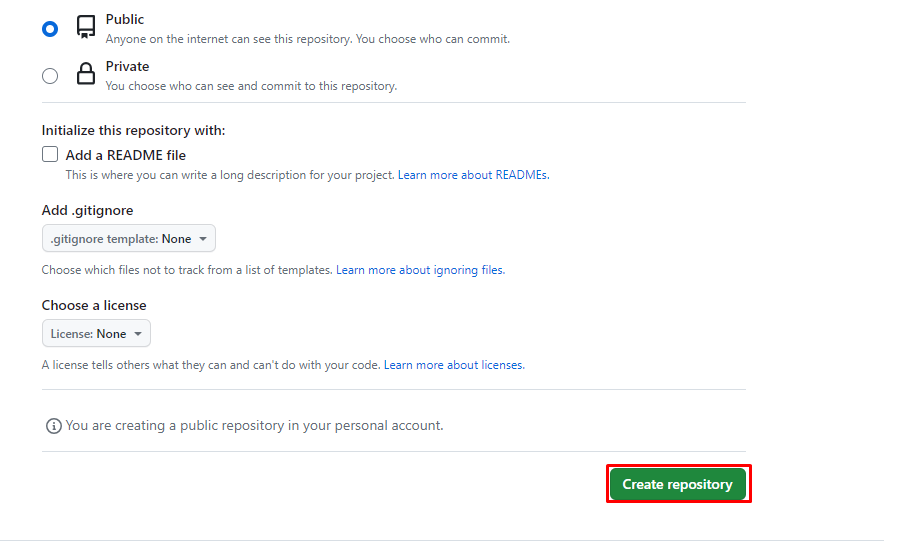 Public
Anyone on the internet can see this repository. You choose who can commit.
Private
You choose who can see and commit to this repository.
Initialize this repository with:
Add a README file
This is where you can write a long description for your project. Learn more about READMEs.
Add .gitignore
.gitignore template: None
Choose which files not to track from a list of templates. Learn more about ignoring files.
Choose a license
License: None
A license tells others what they can and can't do with your code. Learn more about licenses.
You are creating a public repository in your personal account.
Create repository